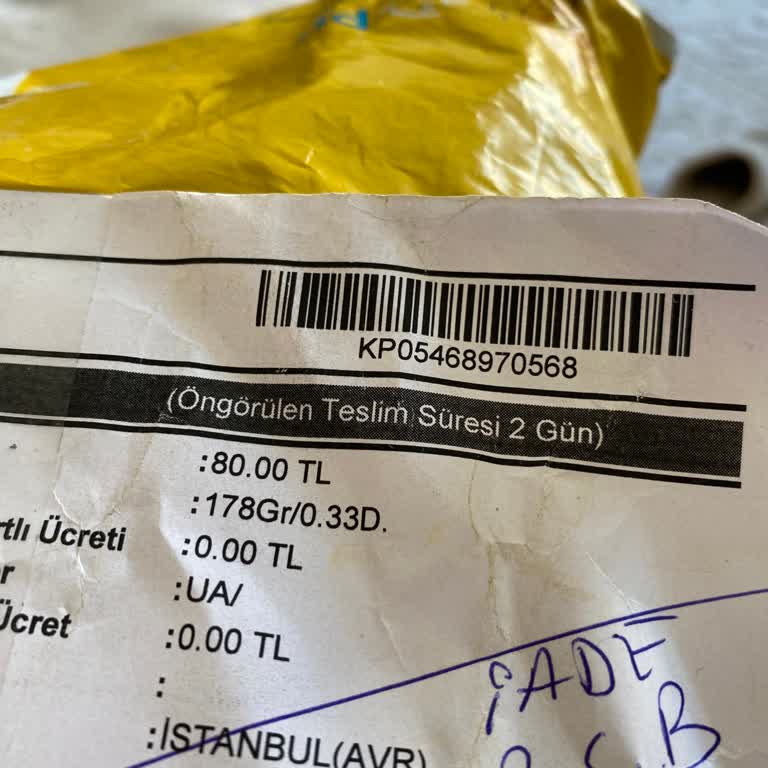 KP05468970568
(Öngörülen Teslim Süresi 2 Gün)
:80.00 TL
:178Gr/0.33D.
rtlı Ücreti :0.00 TL
r :UA/
Ücret :0.00 TL
:
:İSTANBUL(AVR)
İADE